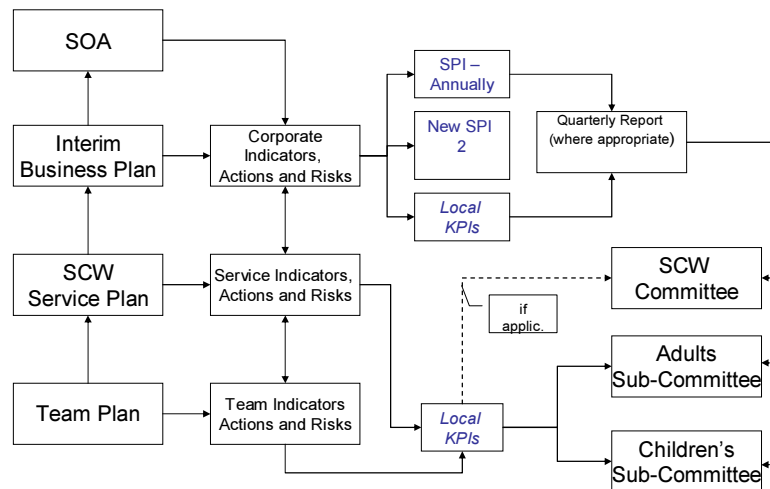 SOA
SPI –
Annually
Quarterly Report
(where appropriate)
New SPI
2
Interim
Business Plan
Corporate
Indicators,
Actions and Risks
Local
KPIs
SCW
Service Plan
Service Indicators,
Actions and Risks
SCW
Committee
if
applic.
Adults
Sub-Committee
Team Plan
Team Indicators
Actions and Risks
Local
KPIs
Children’s
Sub-Committee